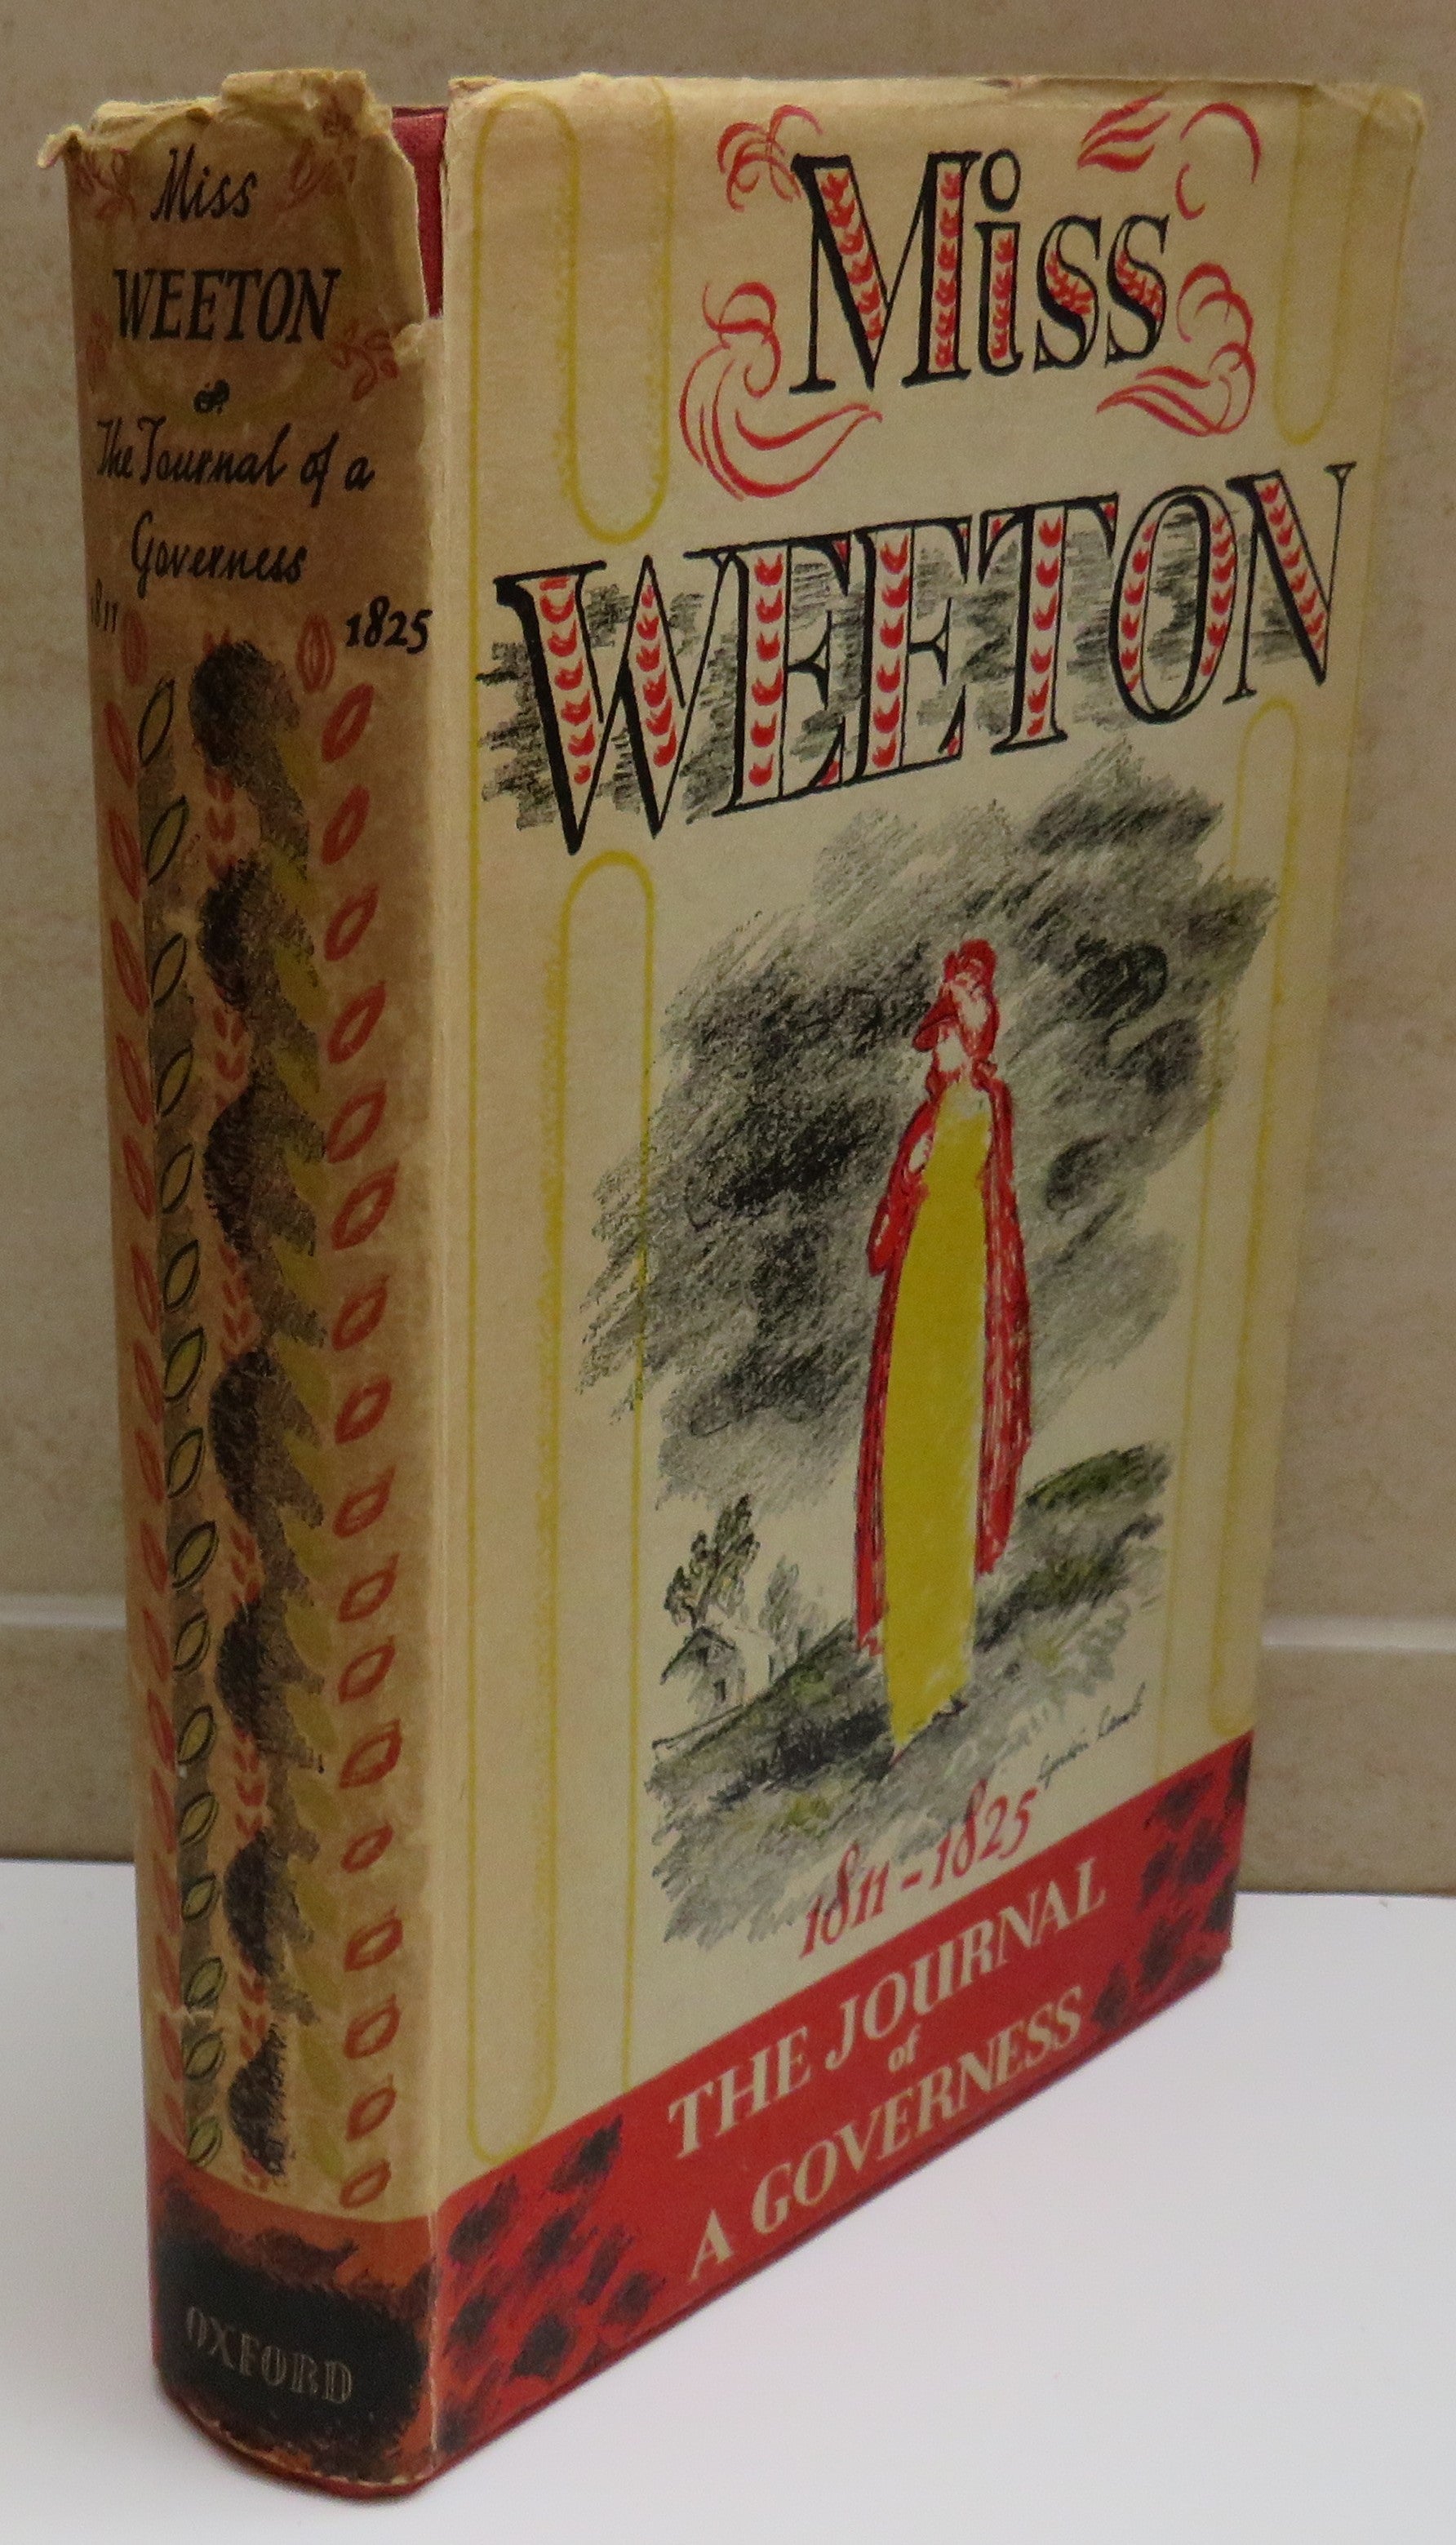 Miss
WEETON
The Journal of a
Governess
1811 1825
OXFORD
Miss
WEETON
1811-1825
THE JOURNAL
of
A GOVERNESS